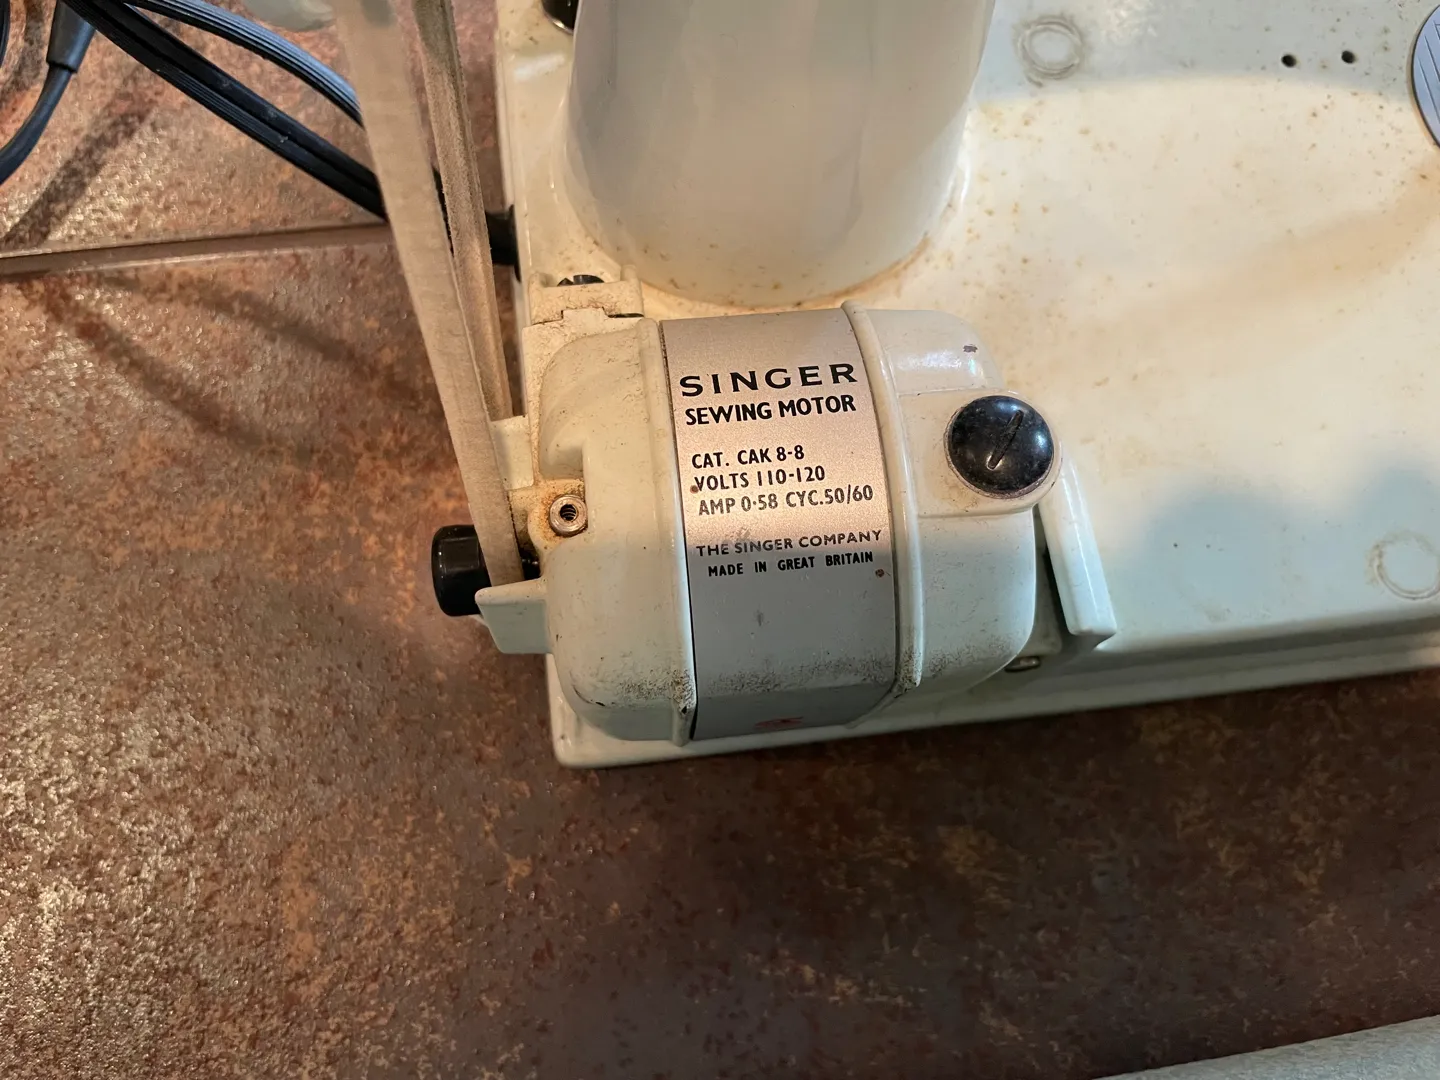 SINGER
SEWING MOTOR
CAT. CAK 8-8
VOLTS 110-120
AMP 0·58 CYC.50/60
THE SINGER COMPANY
MADE IN GREAT BRITAIN